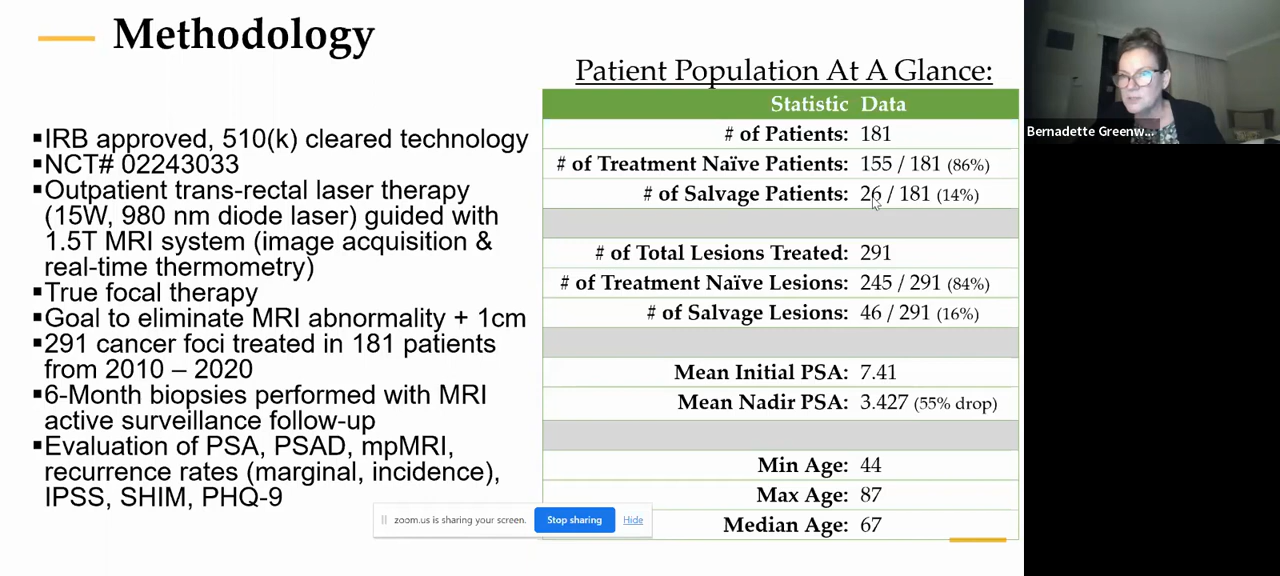 Methodology
▪IRB approved, 510(k) cleared technology
▪NCT# 02243033
▪Outpatient trans-rectal laser therapy
(15W, 980 nm diode laser) guided with
1.5T MRI system (image acquisition &
real-time thermometry)
▪True focal therapy
▪Goal to eliminate MRI abnormality + 1cm
▪291 cancer foci treated in 181 patients
from 2010 – 2020
▪6-Month biopsies performed with MRI
active surveillance follow-up
▪Evaluation of PSA, PSAD, mpMRI,
recurrence rates (marginal, incidence),
IPSS, SHIM, PHQ-9
Patient Population At A Glance:
Statistic Data
# of Patients: 181
# of Treatment Naïve Patients: 155 / 181 (86%)
# of Salvage Patients: 26 / 181 (14%)
# of Total Lesions Treated: 291
# of Treatment Naïve Lesions: 245 / 291 (84%)
# of Salvage Lesions: 46 / 291 (16%)
Mean Initial PSA: 7.41
Mean Nadir PSA: 3.427 (55% drop)
Min Age: 44
Max Age: 87
Median Age: 67
zoom.us is sharing your screen. Stop sharing Hide
Bernadette Greenw...